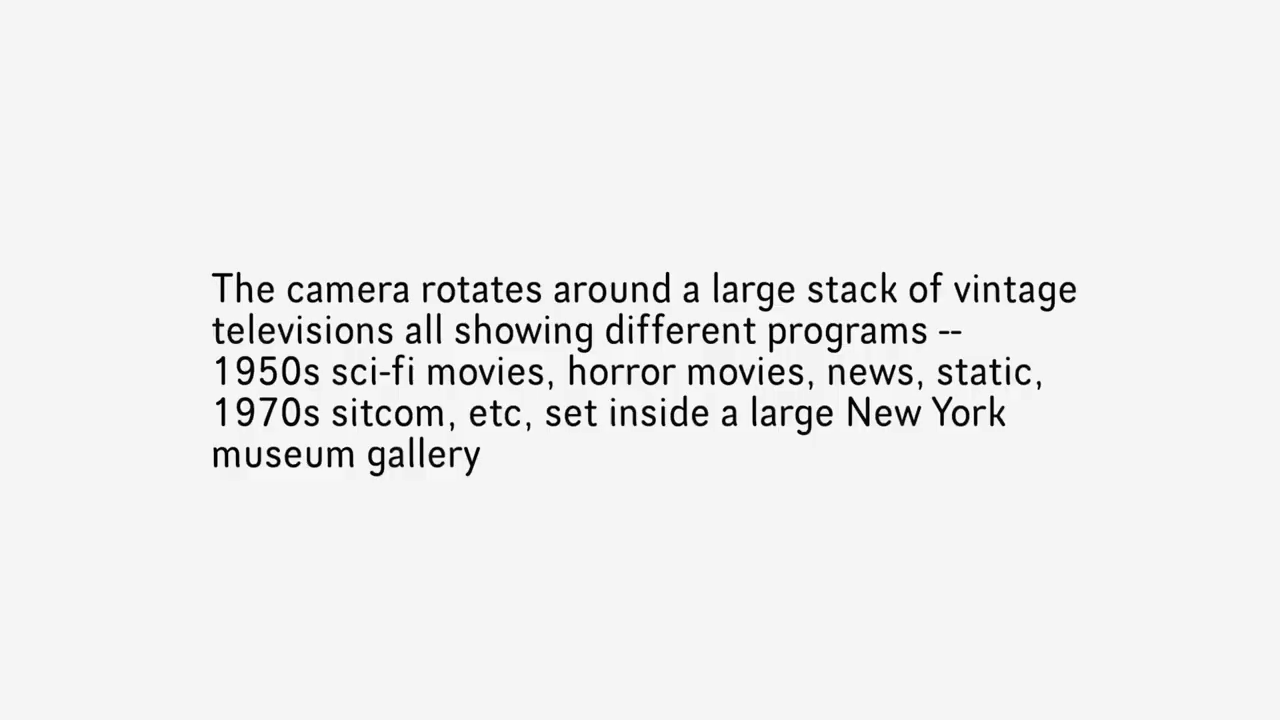 The camera rotates around a large stack of vintage
televisions all showing different programs --
1950s sci-fi movies, horror movies, news, static,
1970s sitcom, etc, set inside a large New York
museum gallery